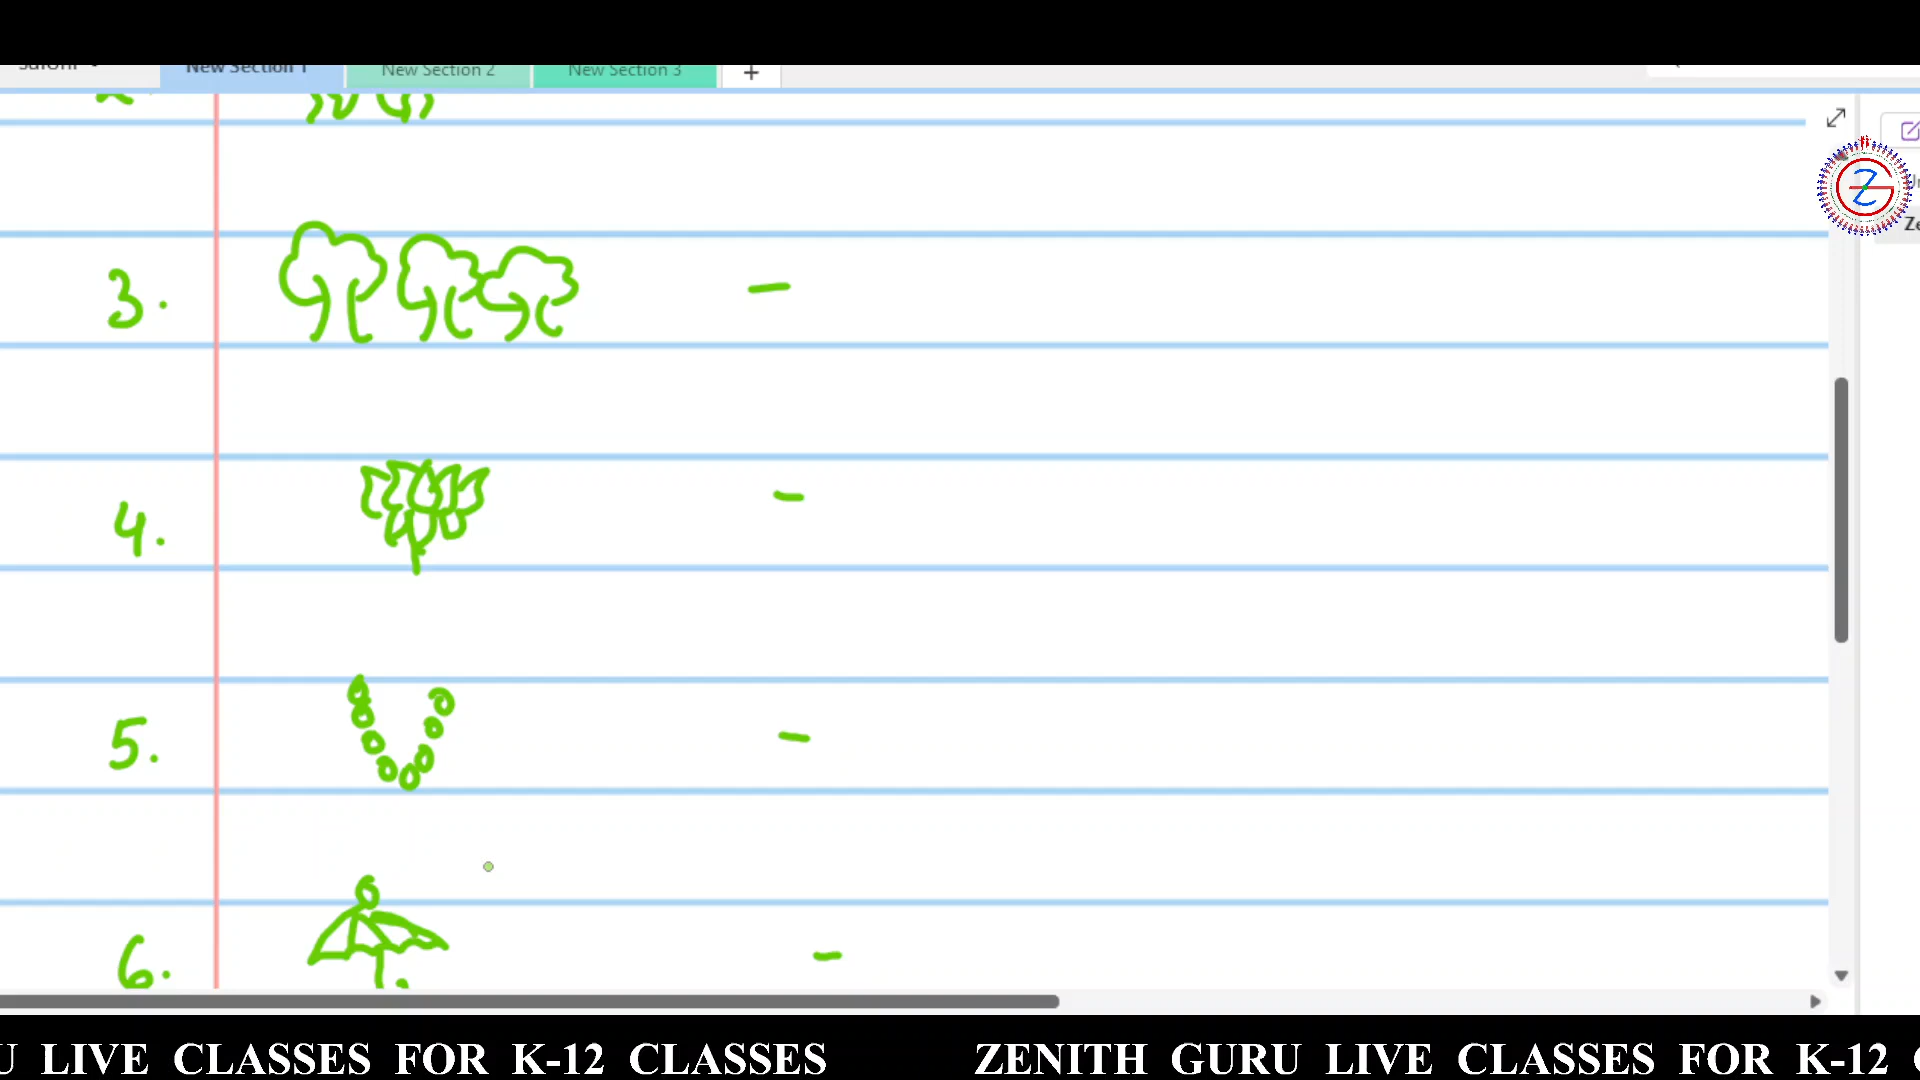 New Section 1 New Section 2 New Section 3 +
3.
4.
5.
6.
LIVE CLASSES FOR K-12 CLASSES ZENITH GURU LIVE CLASSES FOR K-12